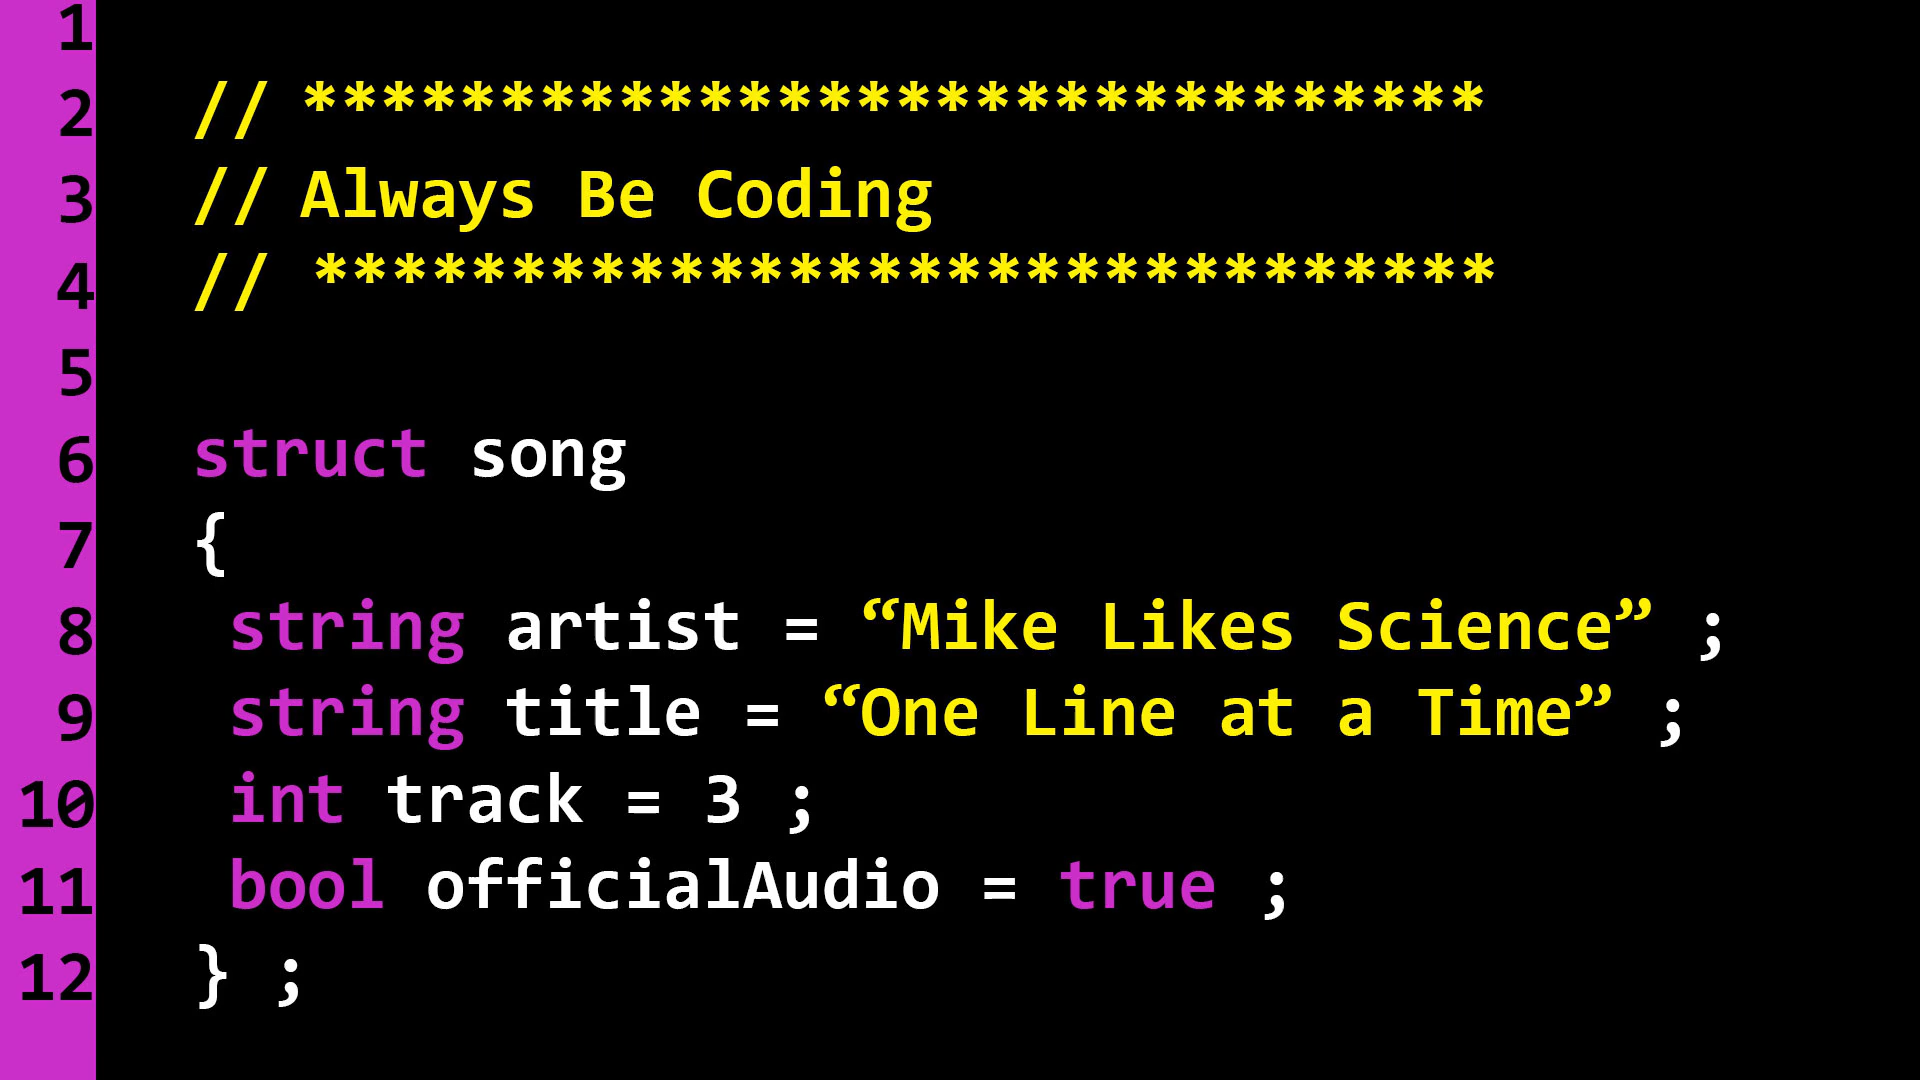 1
2 // ******************************
3 // Always Be Coding
4 // ******************************
5
6 struct song
7 {
8 string artist = “Mike Likes Science” ;
9 string title = “One Line at a Time” ;
10 int track = 3 ;
11 bool officialAudio = true ;
12 } ;